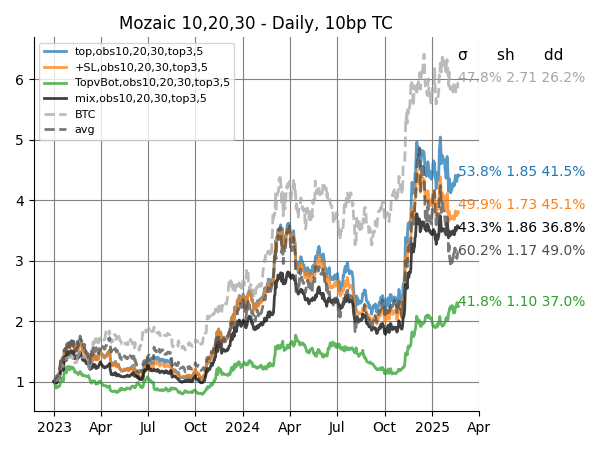 Mozaic 10,20,30 - Daily, 10bp TC
top,obs10,20,30,top3,5
+SL,obs10,20,30,top3,5
TopvBot,obs10,20,30,top3,5
mix,obs10,20,30,top3,5
BTC
avg
σ sh dd
47.8% 2.71 26.2%
53.8% 1.85 41.5%
49.9% 1.73 45.1%
43.3% 1.86 36.8%
60.2% 1.17 49.0%
41.8% 1.10 37.0%
6
5
4
3
2
1
2023 Apr Jul Oct 2024 Apr Jul Oct 2025 Apr